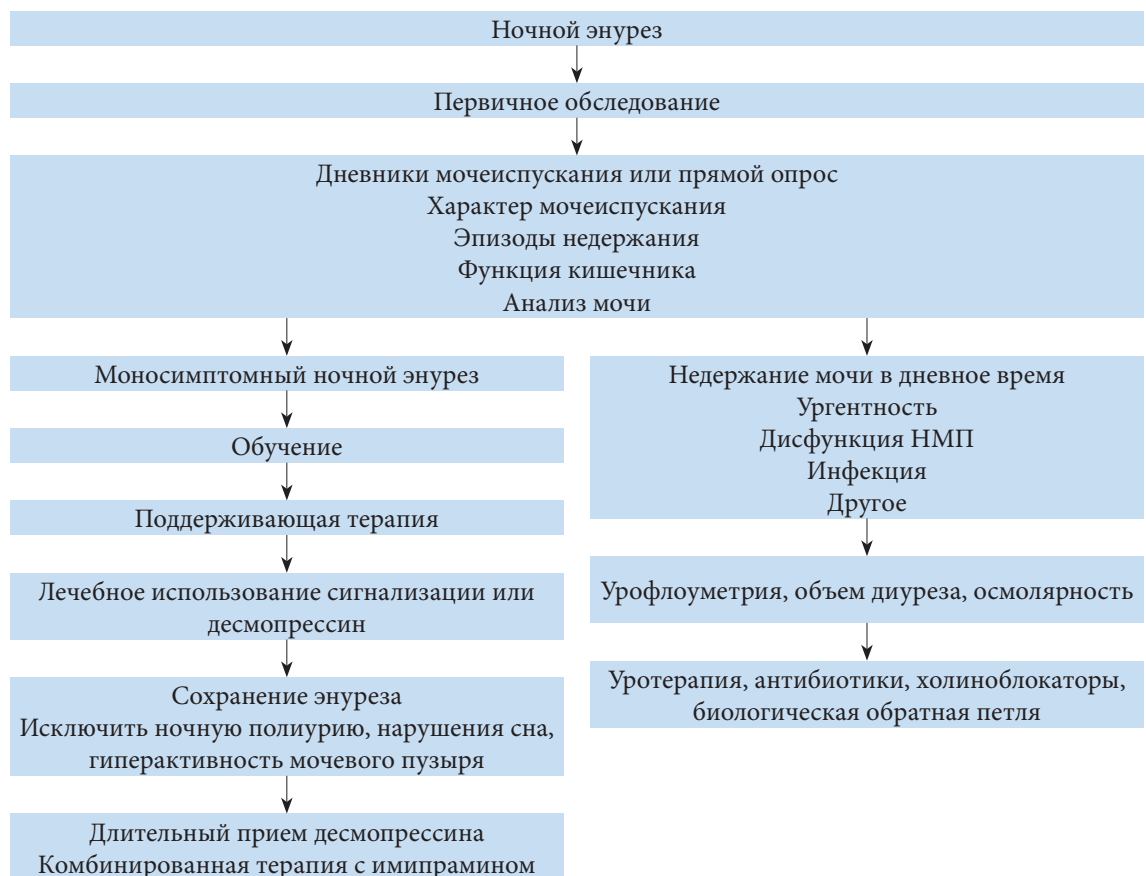 Ночной энурез
Первичное обследование
Дневники мочеиспускания или прямой опрос
Характер мочеиспускания
Эпизоды недержания
Функция кишечника
Анализ мочи
Моносимптомный ночной энурез
Обучение
Поддерживающая терапия
Лечебное использование сигнализации или
десмопрессин
Сохранение энуреза
Исключить ночную полиурию, нарушения сна,
гиперактивность мочевого пузыря
Длительный прием десмопрессина
Комбинированная терапия с имипрамином
Недержание мочи в дневное время
Ургентность
Дисфункция НМП
Инфекция
Другое
Урофлоуметрия, объем диуреза, осмолярность
Уротерапия, антибиотики, холиноблокаторы,
биологическая обратная петля